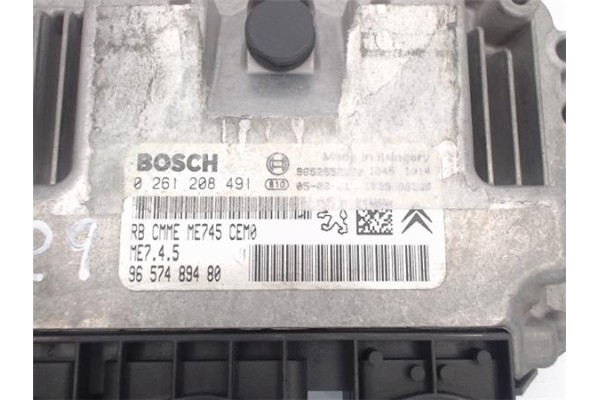 BOSCH
Made in Hungary
0 261 208 491
RB CMME ME745 CEM0
ME7.4.5
96 574 894 80
29